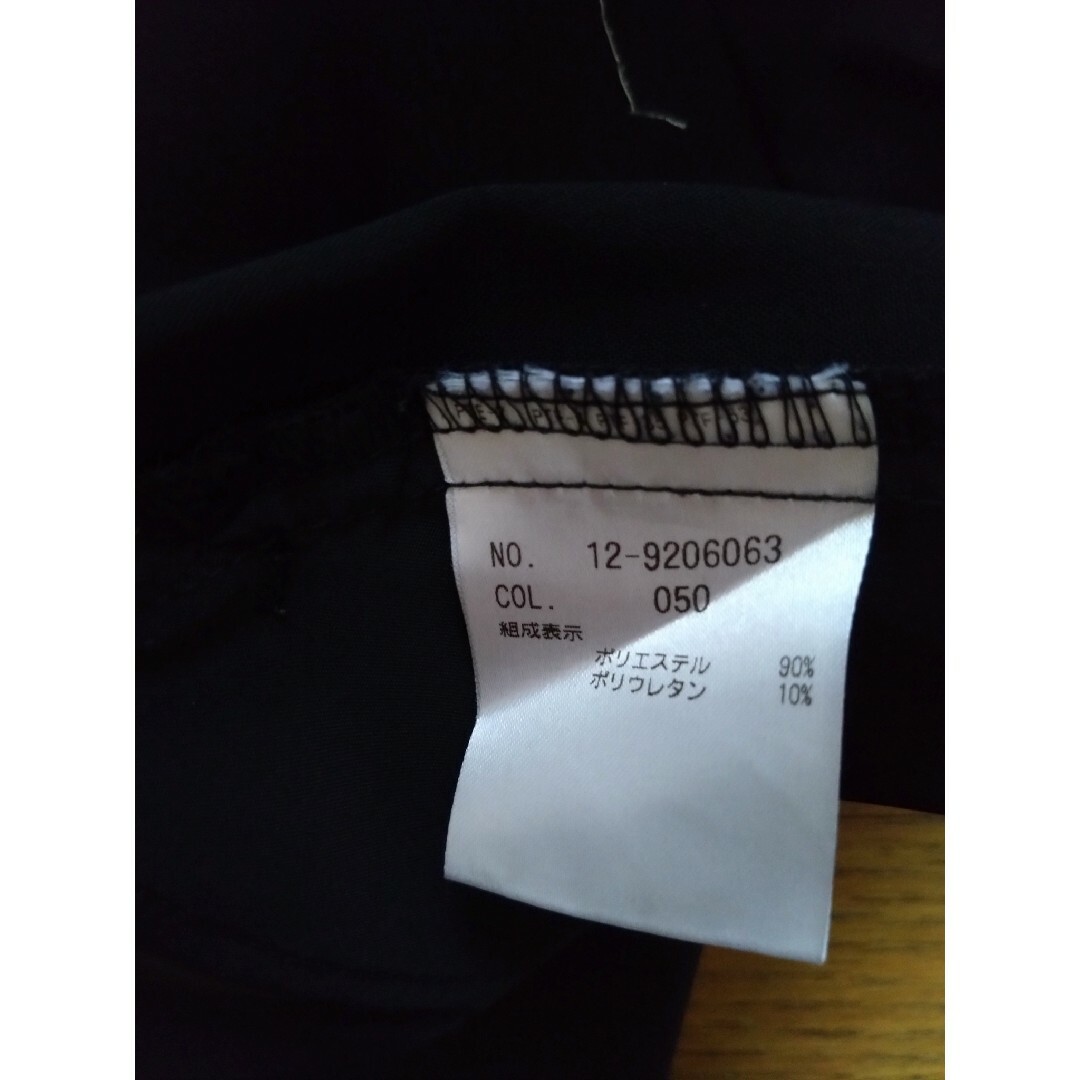 NO. 12-9206063
COL. 050
組成表示
ポリエステル 90%
ポリウレタン 10%